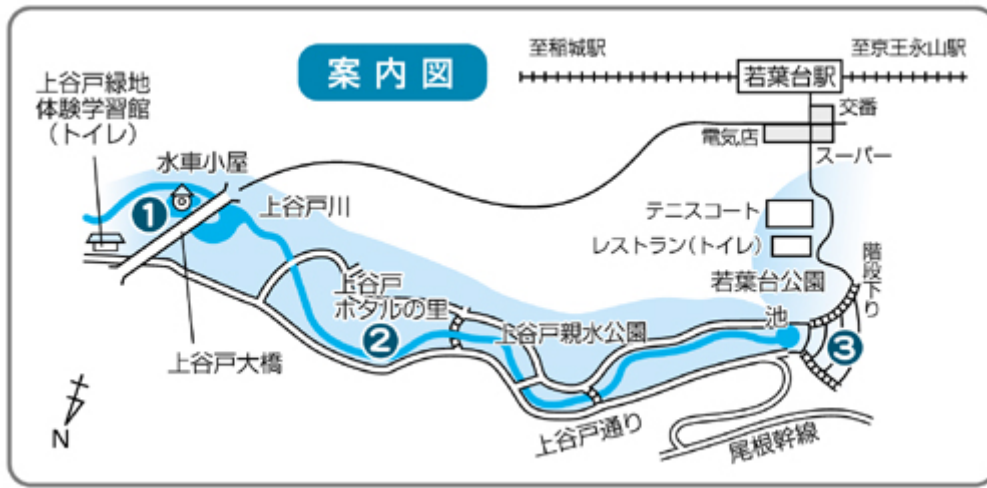 案内図
至稲城駅
至京王永山駅
若葉台駅
交番
電気店
スーパー
上谷戸緑地
体験学習館
(トイレ)
水車小屋
1
上谷戸川
テニスコート
レストラン(トイレ)
若葉台公園
階段下り
上谷戸
ホタルの里
2
上谷戸親水公園
池
3
上谷戸大橋
上谷戸通り
尾根幹線
N